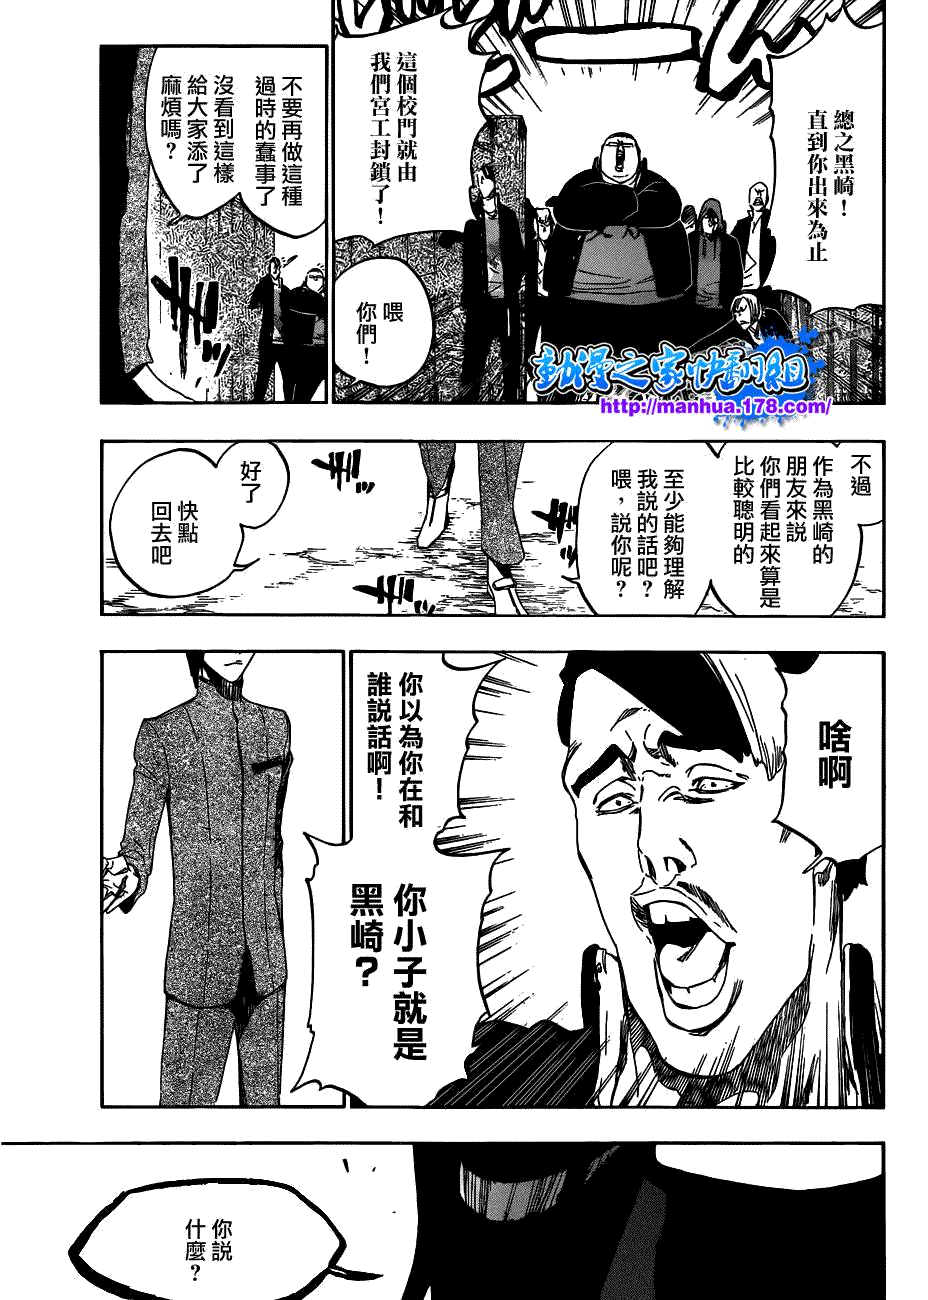 總之黑崎！
直到你出來為止
這個校門就由
我們宮工封鎖了！
喂
你們！
不要再做這種
過時的蠢事了
沒看到這樣
給大家添了
麻煩嗎？
動漫之家快翻組
http://manhua.178.com/
不過
作為黑崎的
朋友來說
你們看起來算是
比較聰明的
至少能夠理解
我說的話吧？
喂，說你呢？
好了
快點
回去吧
啥啊
你以為你在和
誰說話啊！
你小子就是
黑崎？
你說
什麼？